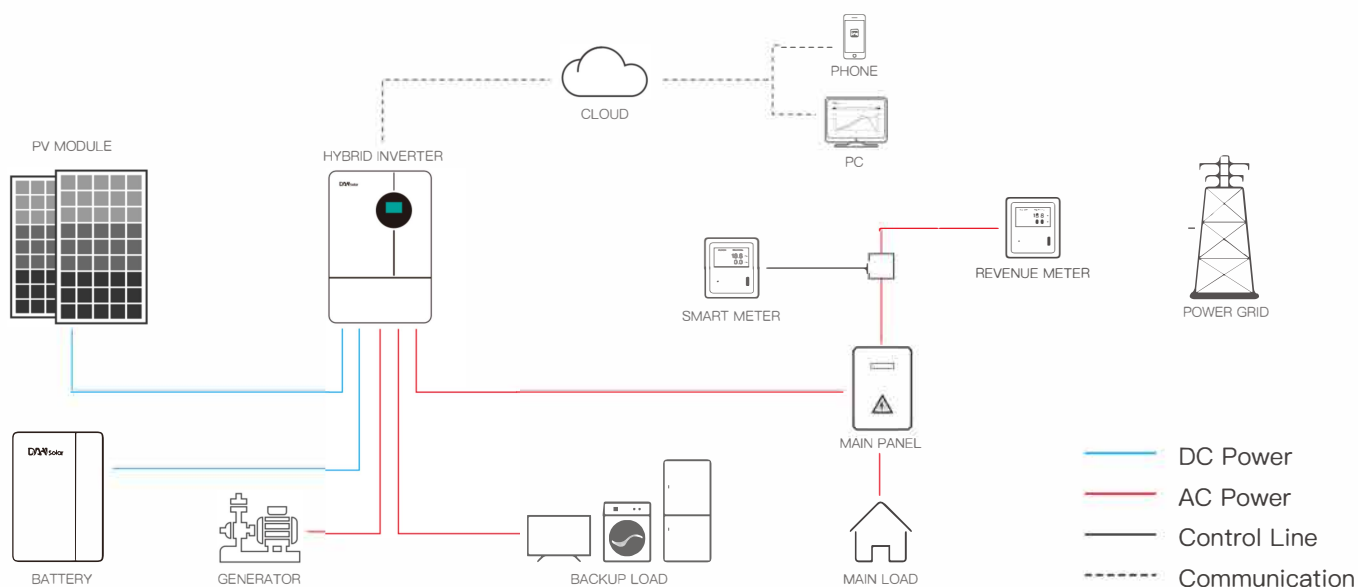 PHONE
CLOUD
PC
PV MODULE
HYBRID INVERTER
SMART METER
REVENUE METER
POWER GRID
MAIN PANEL
Solar
BATTERY
GENERATOR
BACKUP LOAD
MAIN LOAD
DC Power
AC Power
Control Line
Communication